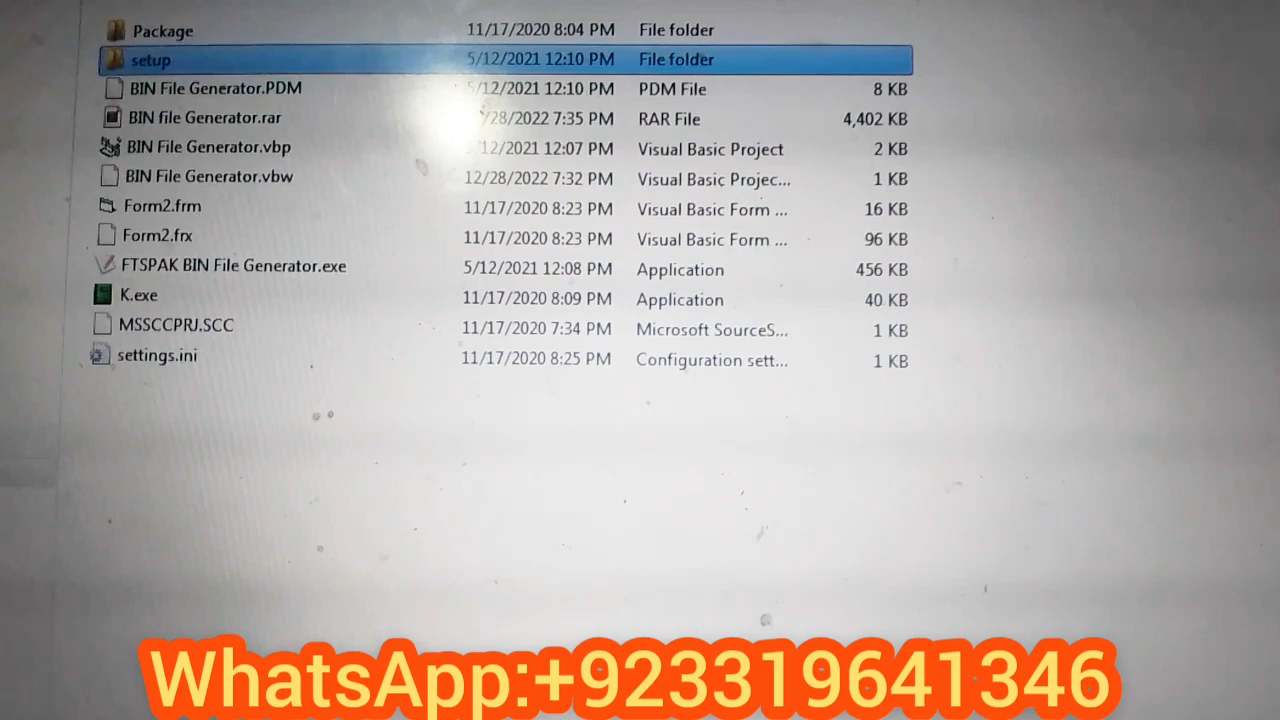 Package 11/17/2020 8:04 PM File folder
setup 5/12/2021 12:10 PM File folder
BIN File Generator.PDM 5/12/2021 12:10 PM PDM File 8 KB
BIN file Generator.rar /28/2022 7:35 PM RAR File 4,402 KB
BIN File Generator.vbp /12/2021 12:07 PM Visual Basic Project 2 KB
BIN File Generator.vbw 12/28/2022 7:32 PM Visual Basic Projec... 1 KB
Form2.frm 11/17/2020 8:23 PM Visual Basic Form ... 16 KB
Form2.frx 11/17/2020 8:23 PM Visual Basic Form ... 96 KB
FTSPAK BIN File Generator.exe 5/12/2021 12:08 PM Application 456 KB
K.exe 11/17/2020 8:09 PM Application 40 KB
MSSCCPRJ.SCC 11/17/2020 7:34 PM Microsoft SourceS... 1 KB
settings.ini 11/17/2020 8:25 PM Configuration sett... 1 KB
WhatsApp:+923319641346